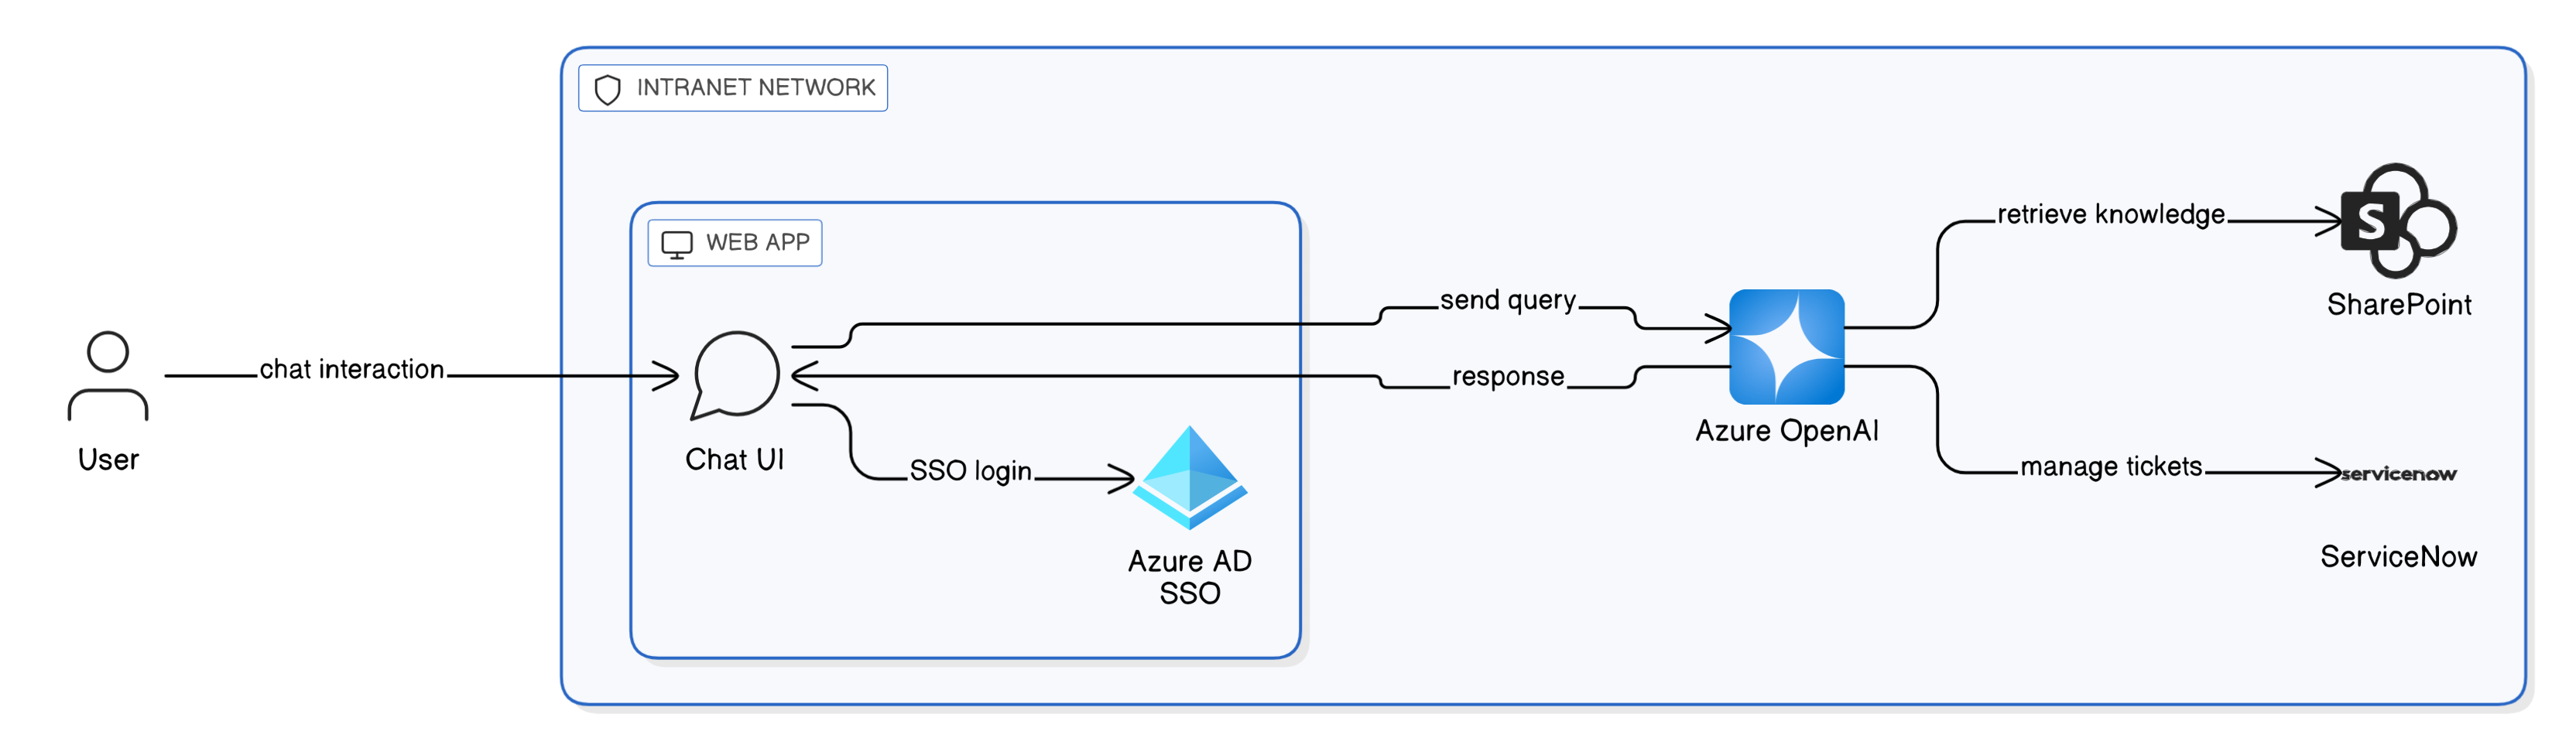 INTRANET NETWORK
WEB APP
retrieve knowledge
S
SharePoint
send query
chat interaction
response
Azure OpenAI
User
Chat UI
SSO login
manage tickets
servicenow
Azure AD
SSO
ServiceNow